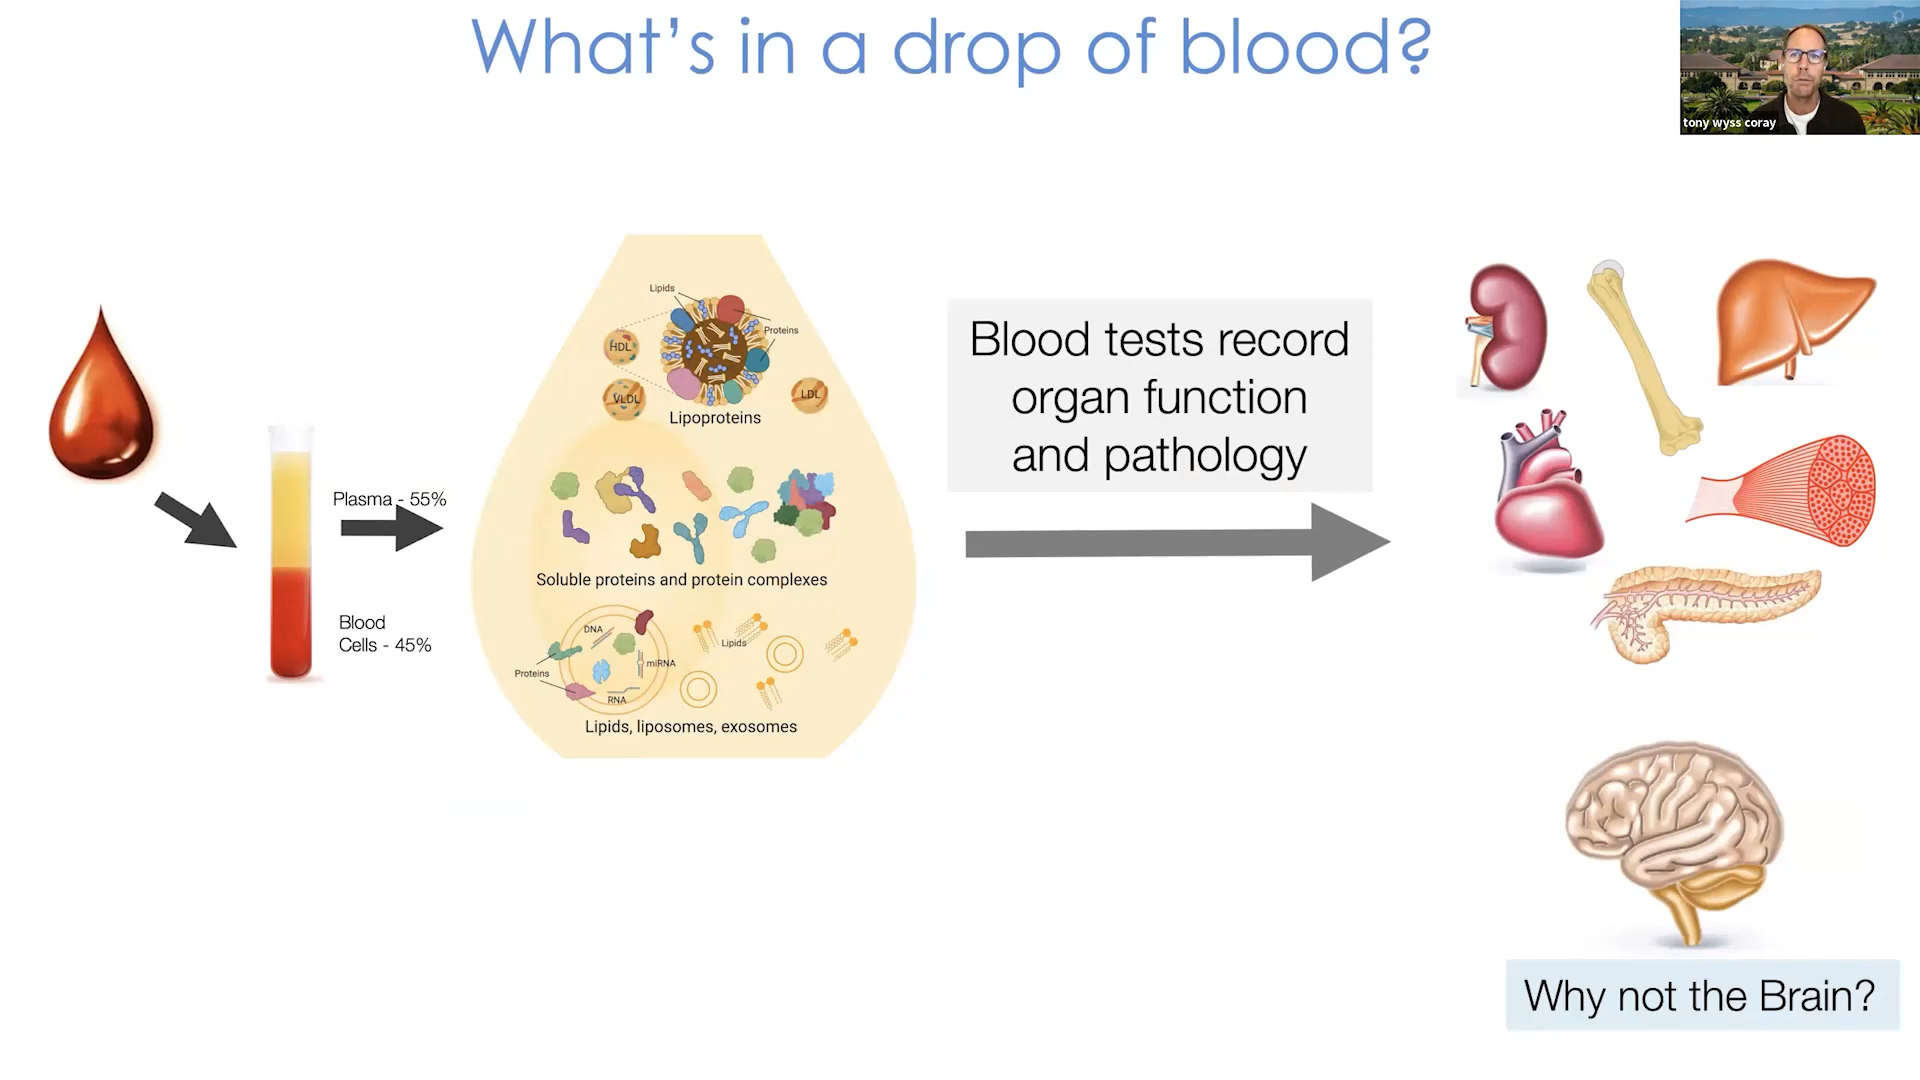 What's in a drop of blood?
tony wyss coray
Plasma - 55%
Blood
Cells - 45%
Lipids
Proteins
HDL
VLDL
LDL
Lipoproteins
Soluble proteins and protein complexes
DNA
Proteins
miRNA
RNA
Lipids
Lipids, liposomes, exosomes
Blood tests record
organ function
and pathology
Why not the Brain?